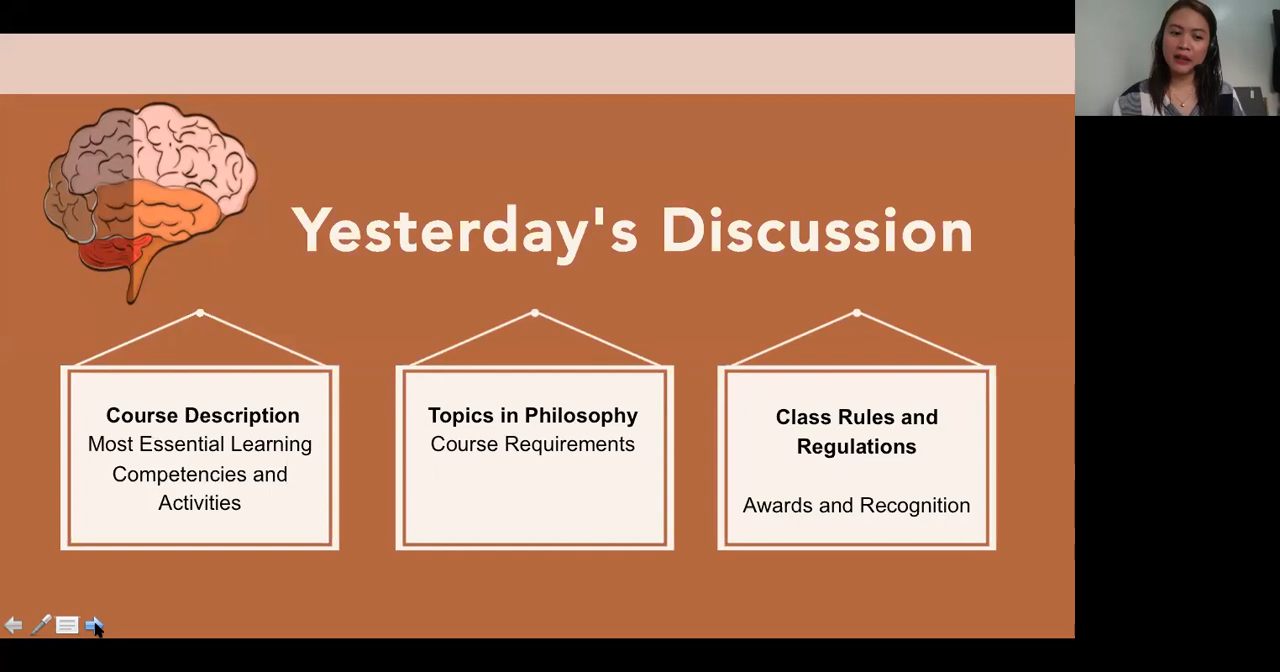 Yesterday's Discussion
Course Description
Most Essential Learning
Competencies and
Activities
Topics in Philosophy
Course Requirements
Class Rules and
Regulations
Awards and Recognition